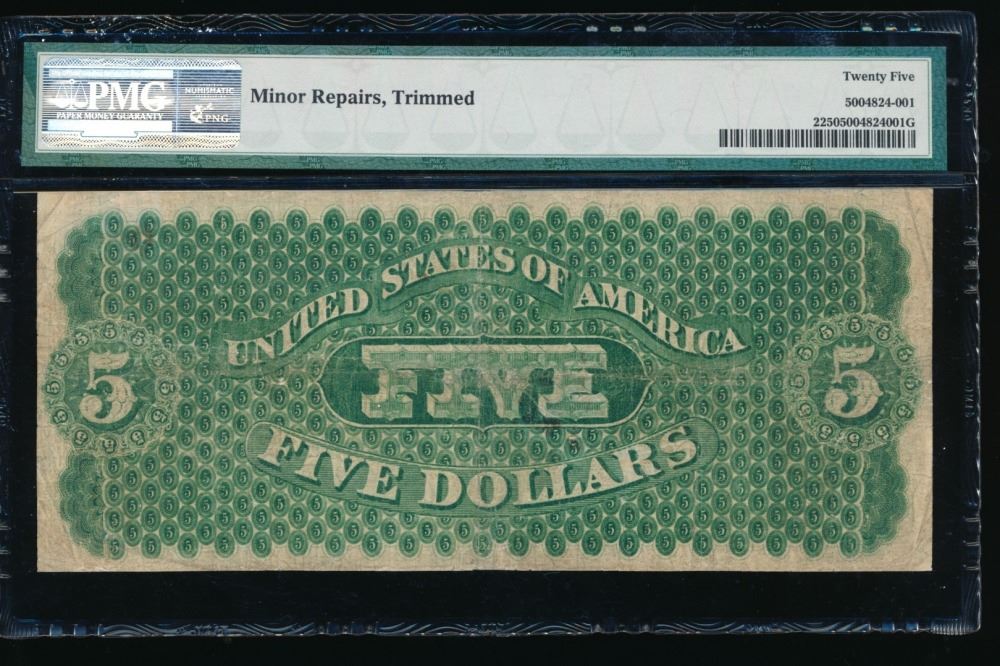 PMG
PAPER MONEY GUARANTY
NUMISMATIC
PNG
Minor Repairs, Trimmed
Twenty Five
5004824-001
22505004824001G
UNITED STATES OF AMERICA
5
FIVE
5
FIVE DOLLARS